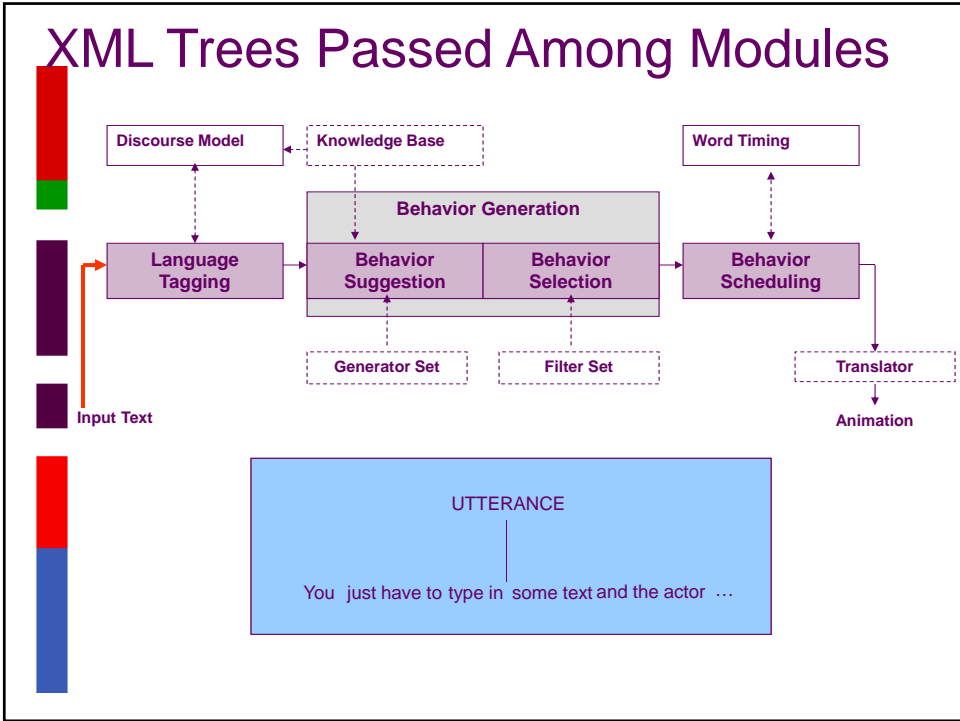 XML Trees Passed Among Modules
Discourse Model
Knowledge Base
Word Timing
Behavior Generation
Language
Tagging
Behavior
Suggestion
Behavior
Selection
Behavior
Scheduling
Generator Set
Filter Set
Translator
Input Text
Animation
UTTERANCE
You just have to type in some text and the actor …